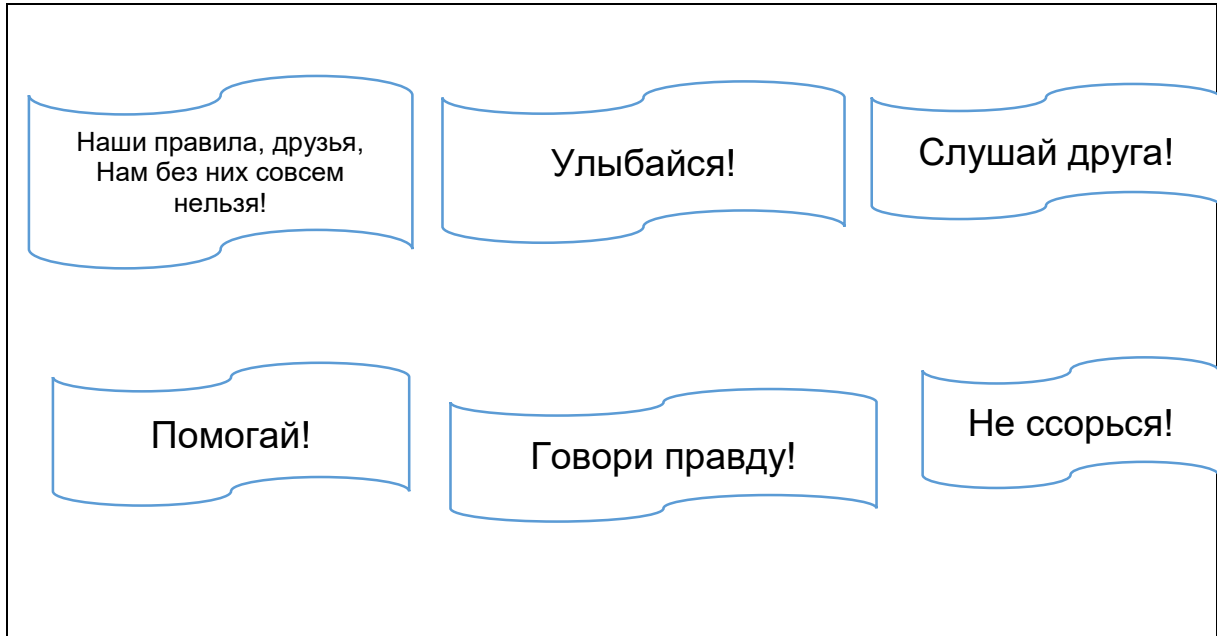 Наши правила, друзья,
Нам без них совсем
нельзя!
Улыбайся!
Слушай друга!
Помогай!
Говори правду!
Не ссорься!